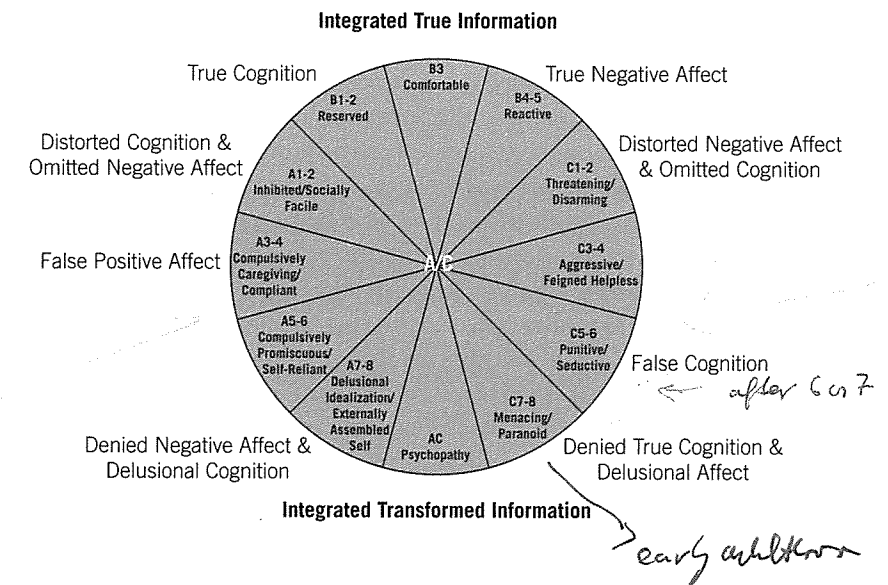 Integrated True Information
True Cognition
B3
Comfortable
True Negative Affect
B1-2
Reserved
B4-5
Reactive
Distorted Cognition &
Omitted Negative Affect
Distorted Negative Affect
& Omitted Cognition
A1-2
Inhibited/Socially
Facile
C1-2
Threatening/
Disarming
False Positive Affect
A3-4
Compulsively
Caregiving/
Compliant
A/C
C3-4
Aggressive/
Feigned Helpless
A5-6
Compulsively
Promiscuous/
Self-Reliant
C5-6
Punitive/
Seductive
False Cognition
after 6 or 7
A7-8
Delusional
Idealization/
Externally
Assembled
Self
C7-8
Menacing/
Paranoid
Denied Negative Affect &
Delusional Cognition
AC
Psychopathy
Denied True Cognition &
Delusional Affect
Integrated Transformed Information
early